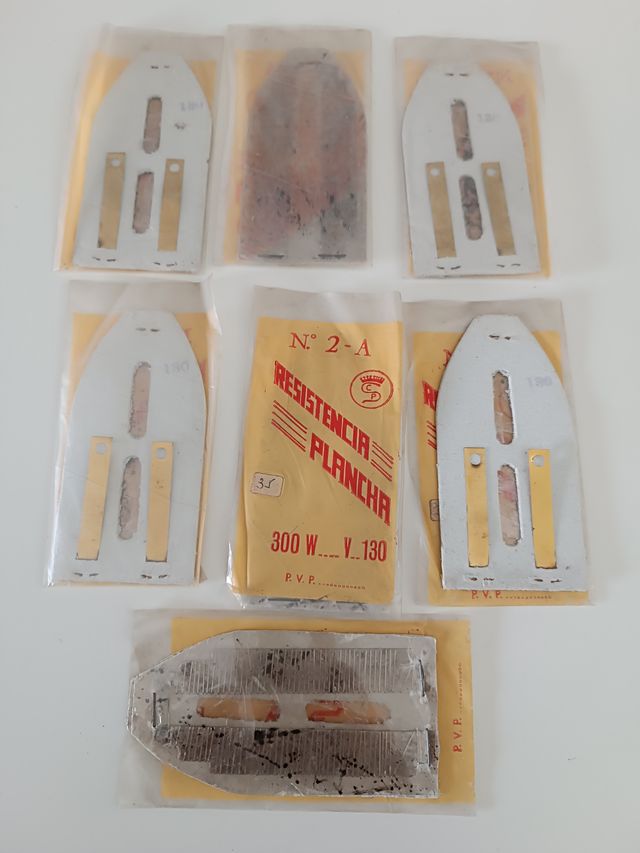 180
180
180
180
Nº 2-A
C P
RESISTENCIA
PLANCHA
35
300 W.... V..130
P.V.P...........
P.V.P...........
P.V.P...........